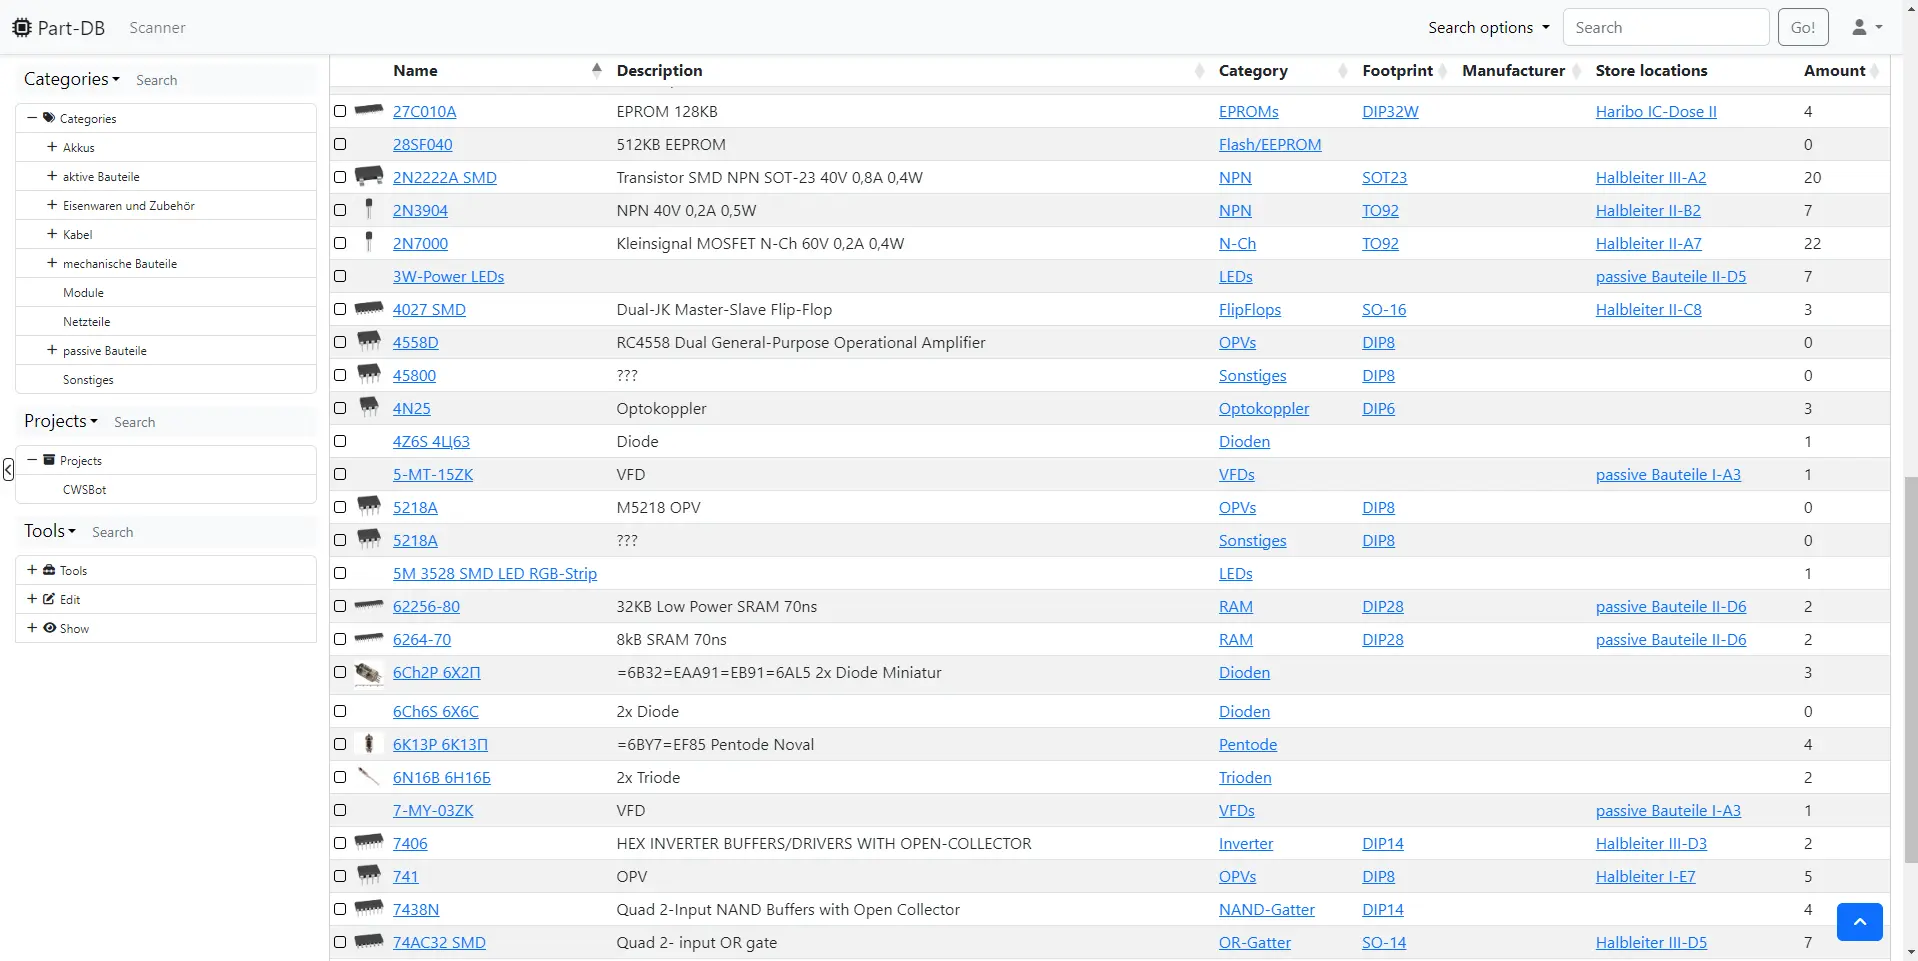 Part-DB Scanner Search options Search Go!
Categories Search
Categories
Akkus
aktive Bauteile
Eisenwaren und Zubehör
Kabel
mechanische Bauteile
Module
Netzteile
passive Bauteile
Sonstiges
Projects Search
Projects
CWSBot
Tools Search
Tools
Edit
Show
Name Description Category Footprint Manufacturer Store locations Amount
27C010A EPROM 128KB EPROMs DIP32W Haribo IC-Dose II 4
28SF040 512KB EEPROM Flash/EEPROM 0
2N2222A SMD Transistor SMD NPN SOT-23 40V 0,8A 0,4W NPN SOT23 Halbleiter III-A2 20
2N3904 NPN 40V 0,2A 0,5W NPN TO92 Halbleiter II-B2 7
2N7000 Kleinsignal MOSFET N-Ch 60V 0,2A 0,4W N-Ch TO92 Halbleiter II-A7 22
3W-Power LEDs LEDs passive Bauteile II-D5 7
4027 SMD Dual-JK Master-Slave Flip-Flop FlipFlops SO-16 Halbleiter II-C8 3
4558D RC4558 Dual General-Purpose Operational Amplifier OPVs DIP8 0
45800 ??? Sonstiges DIP8 0
4N25 Optokoppler Optokoppler DIP6 3
4Z6S 4Ц63 Diode Dioden 1
5-MT-15ZK VFD VFDs passive Bauteile I-A3 1
5218A M5218 OPV OPVs DIP8 0
5218A ??? Sonstiges DIP8 0
5M 3528 SMD LED RGB-Strip LEDs 1
62256-80 32KB Low Power SRAM 70ns RAM DIP28 passive Bauteile II-D6 2
6264-70 8kB SRAM 70ns RAM DIP28 passive Bauteile II-D6 2
6Ch2P 6Х2П =6B32=EAA91=EB91=6AL5 2x Diode Miniatur Dioden 3
6Ch6S 6Х6С 2x Diode Dioden 0
6K13P 6К13П =6BY7=EF85 Pentode Noval Pentode 4
6N16B 6Н16Б 2x Triode Trioden 2
7-MY-03ZK VFD VFDs passive Bauteile I-A3 1
7406 HEX INVERTER BUFFERS/DRIVERS WITH OPEN-COLLECTOR Inverter DIP14 Halbleiter III-D3 2
741 OPV OPVs DIP8 Halbleiter I-E7 5
7438N Quad 2-Input NAND Buffers with Open Collector NAND-Gatter DIP14 4
74AC32 SMD Quad 2- input OR gate OR-Gatter SO-14 Halbleiter III-D5 7